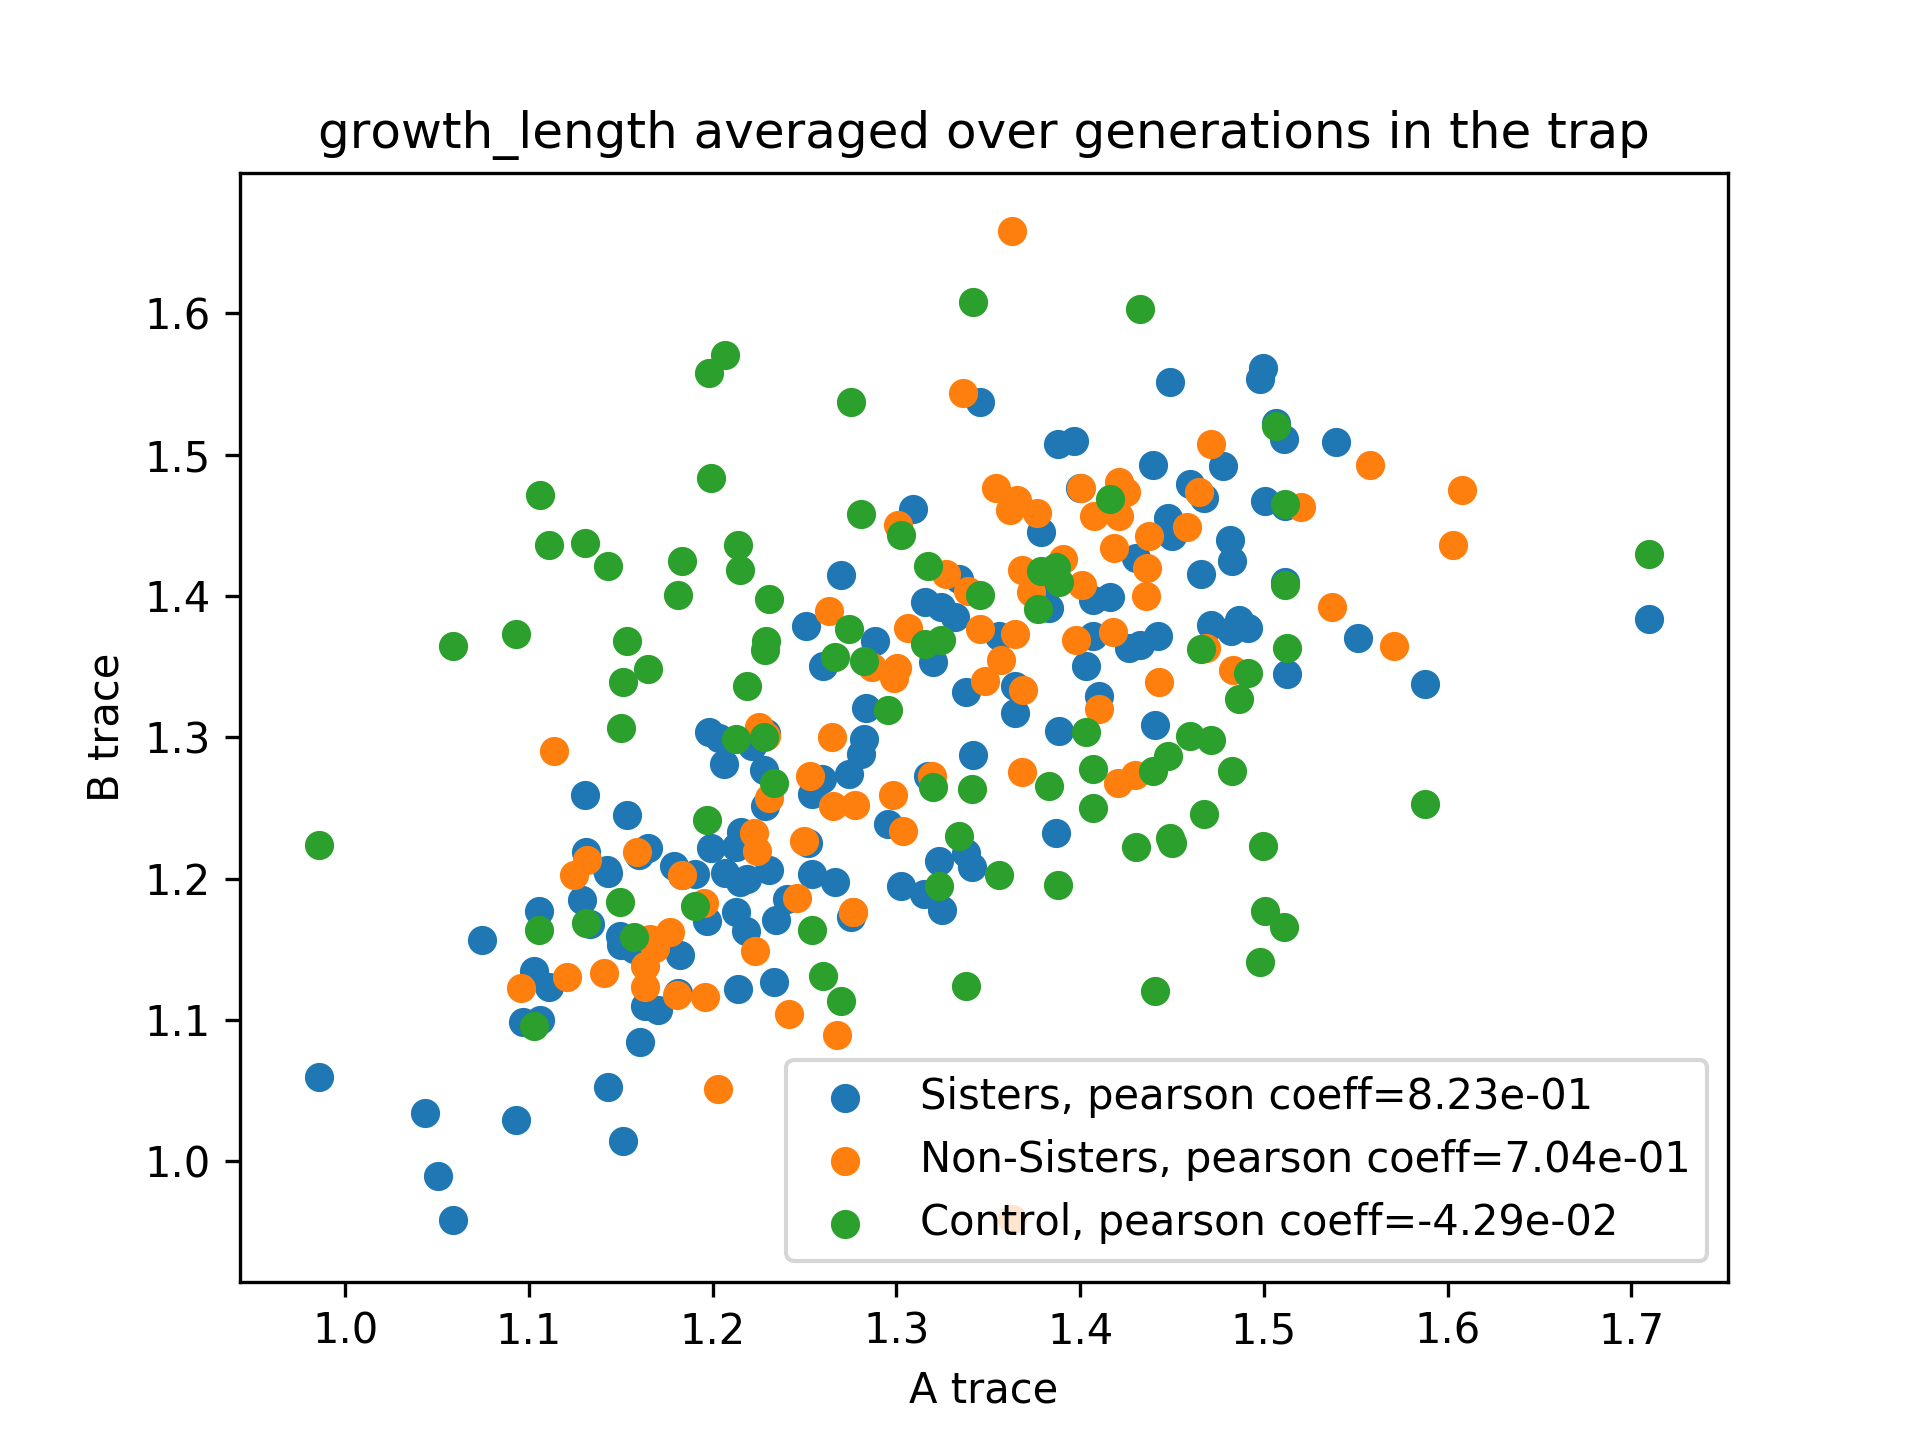 growth_length averaged over generations in the trap
B trace
1.6
1.5
1.4
1.3
1.2
1.1
1.0
Sisters, pearson coeff=8.23e-01
Non-Sisters, pearson coeff=7.04e-01
Control, pearson coeff=-4.29e-02
1.0 1.1 1.2 1.3 1.4 1.5 1.6 1.7
A trace